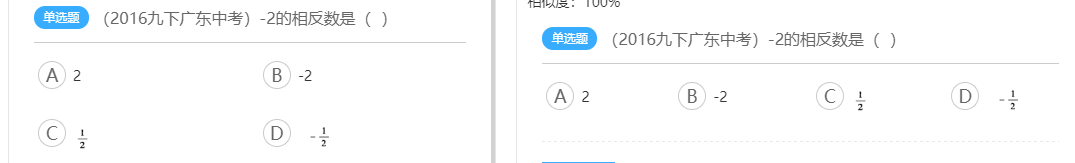 单选题 （2016九下广东中考）-2的相反数是（ ）
A 2 B -2
C 1/2 D -1/2
相似度：100%
单选题 （2016九下广东中考）-2的相反数是（ ）
A 2 B -2 C 1/2 D -1/2